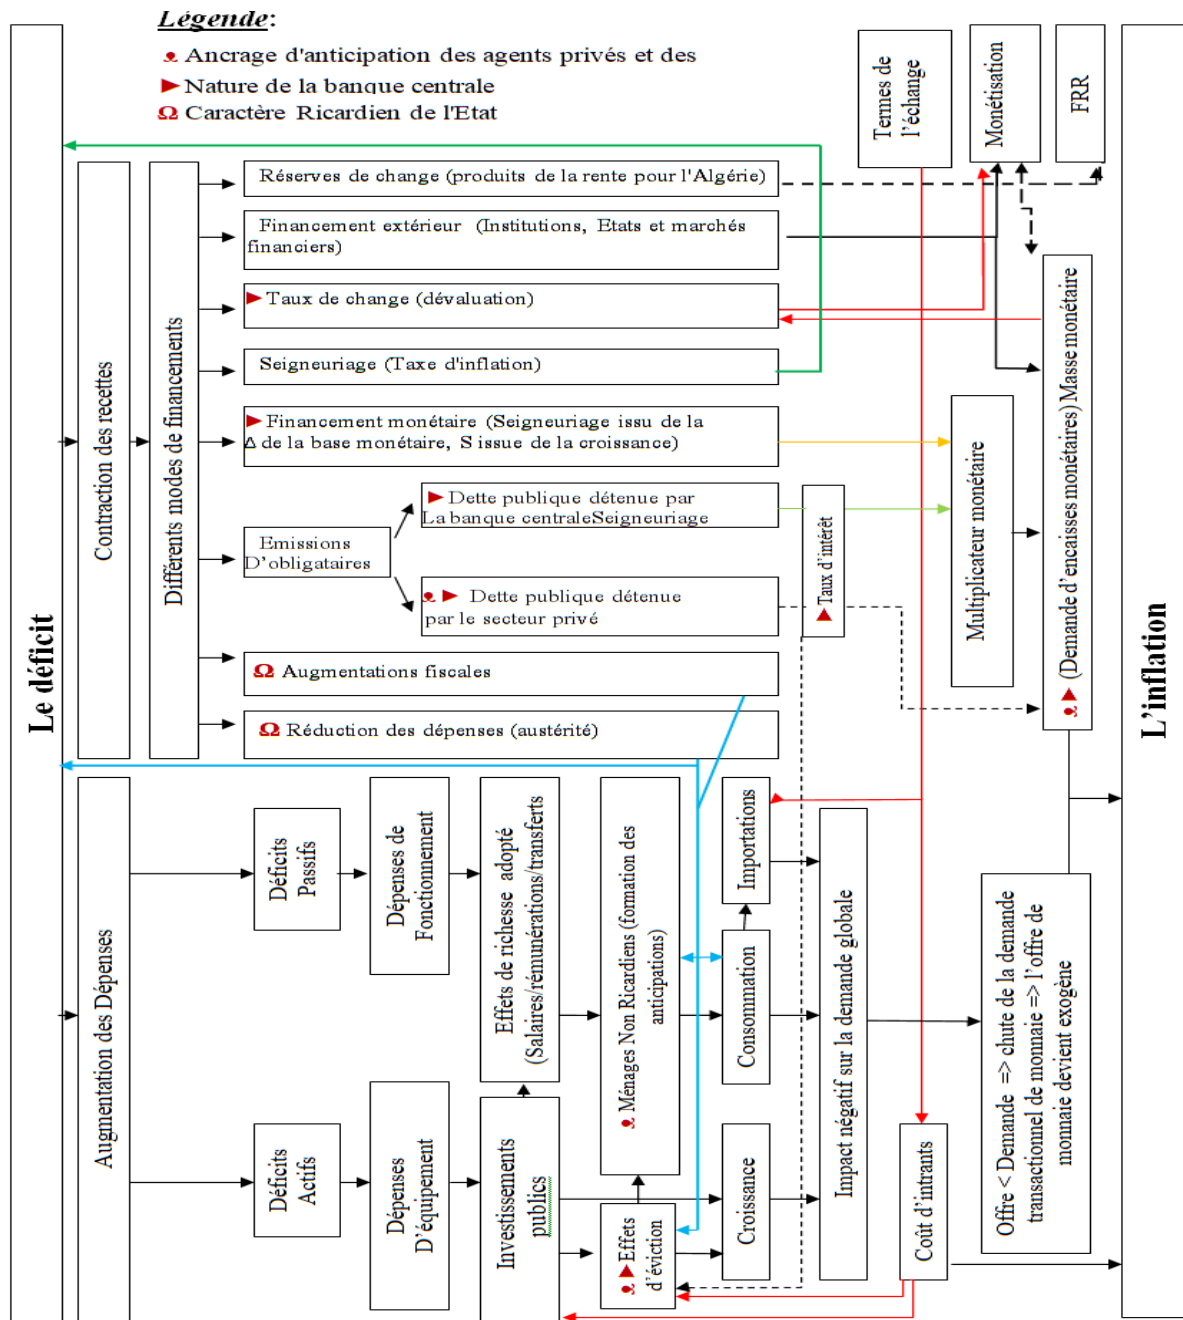 Légende:
Ancrage d'anticipation des agents privés et des
Nature de la banque centrale
Ω Caractère Ricardien de l'Etat
Le déficit
Contraction des recettes
Différents modes de financements
Réserves de change (produits de la rente pour l'Algérie)
Financement extérieur (Institutions, Etats et marchés
financiers)
Taux de change (dévaluation)
Seigneuriage (Taxe d'inflation)
Financement monétaire (Seigneuriage issu de la
Δ de la base monétaire, S issue de la croissance)
Emissions
D'obligataires
Dette publique détenue par
La banque centraleSeigneuriage
Dette publique détenue
par le secteur privé
Ω Augmentations fiscales
Ω Réduction des dépenses (austérité)
Taux d'intérêt
Termes de
l'échange
Monétisation
FRR
Multiplicateur monétaire
(Demande d'encaisses monétaires) Masse monétaire
L'inflation
Augmentation des Dépenses
Déficits
Passifs
Dépenses de
Fonctionnement
Effets de richesse adopté
(Salaires/rémunérations/transferts
Ménages Non Ricardiens (formation des
anticipations)
Importations
Consommation
Déficits
Actifs
Dépenses
D'équipement
Investissements
publics
Effets
d'éviction
Croissance
Impact négatif sur la demande globale
Coût d'intrants
Offre < Demande => chute de la demande
transactionnel de monnaie => l'offre de
monnaie devient exogène